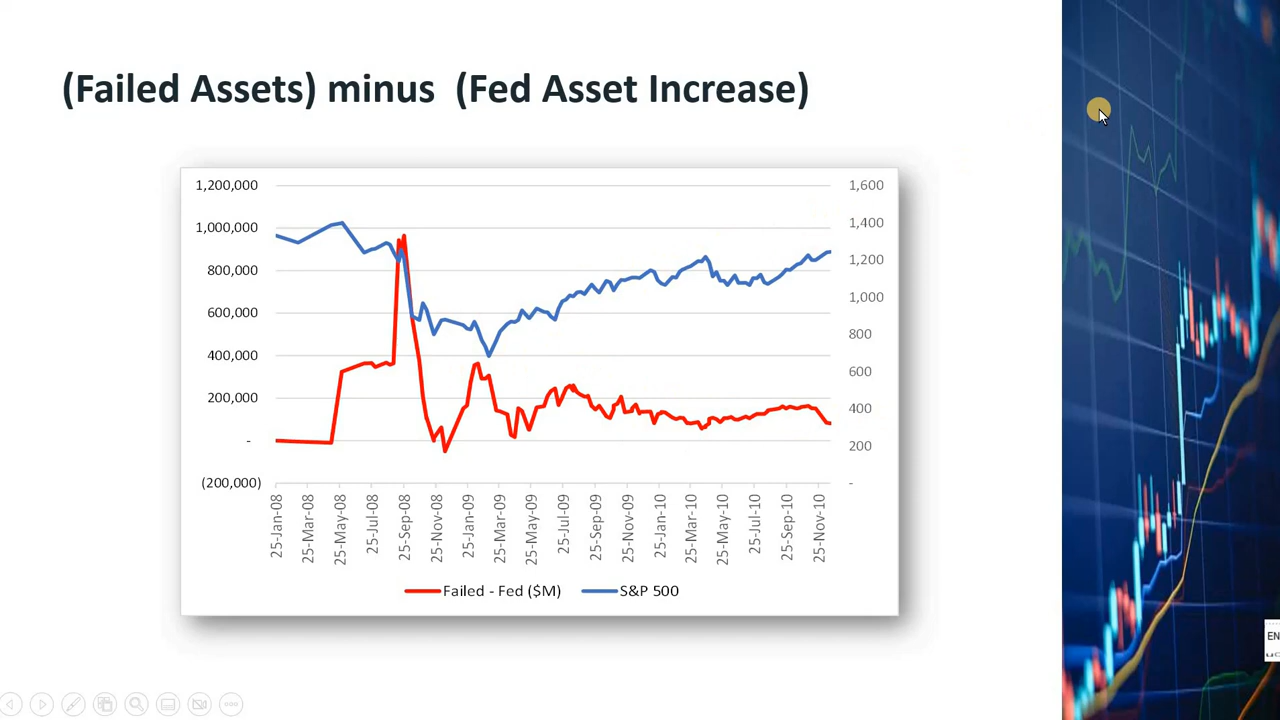 (Failed Assets) minus (Fed Asset Increase)
1,200,000
1,000,000
800,000
600,000
400,000
200,000
-
(200,000)
1,600
1,400
1,200
1,000
800
600
400
200
-
25-Jan-08
25-Mar-08
25-May-08
25-Jul-08
25-Sep-08
25-Nov-08
25-Jan-09
25-Mar-09
25-May-09
25-Jul-09
25-Sep-09
25-Nov-09
25-Jan-10
25-Mar-10
25-May-10
25-Jul-10
25-Sep-10
25-Nov-10
Failed - Fed ($M)
S&P 500
EN